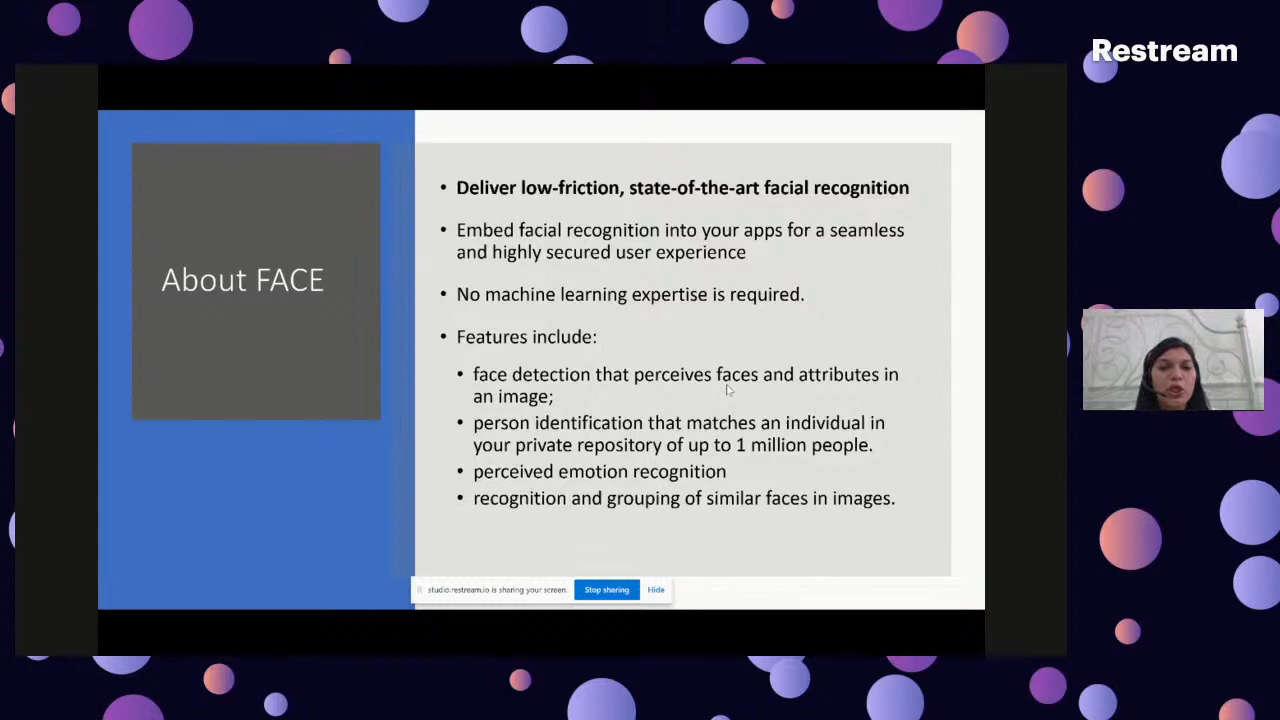 Restream
About FACE
• Deliver low-friction, state-of-the-art facial recognition
• Embed facial recognition into your apps for a seamless
and highly secured user experience
• No machine learning expertise is required.
• Features include:
• face detection that perceives faces and attributes in
an image;
• person identification that matches an individual in
your private repository of up to 1 million people.
• perceived emotion recognition
• recognition and grouping of similar faces in images.
studio.restream.io is sharing your screen. Stop sharing Hide